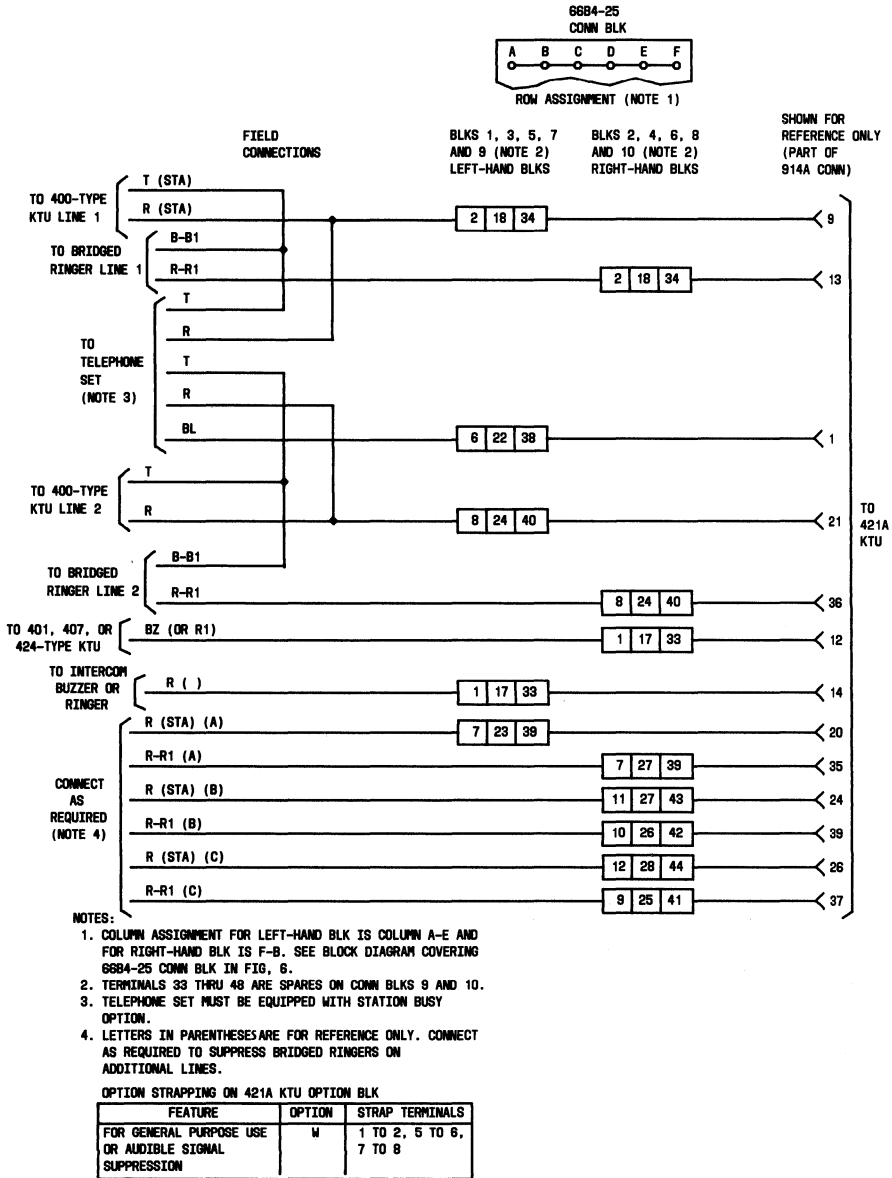 66B4-25
CONN BLK
A B C D E F
ROW ASSIGNMENT (NOTE 1)
FIELD
CONNECTIONS
BLKS 1, 3, 5, 7
AND 9 (NOTE 2)
LEFT-HAND BLKS
BLKS 2, 4, 6, 8
AND 10 (NOTE 2)
RIGHT-HAND BLKS
SHOWN FOR
REFERENCE ONLY
(PART OF
914A CONN)
TO 400-TYPE
KTU LINE 1
T (STA)
R (STA)
2 18 34
9
TO BRIDGED
RINGER LINE 1
B-B1
R-R1
2 18 34
13
TO
TELEPHONE
SET
(NOTE 3)
T
R
T
R
BL
6 22 38
1
TO 400-TYPE
KTU LINE 2
T
R
8 24 40
21
TO
421A
KTU
TO BRIDGED
RINGER LINE 2
B-B1
R-R1
8 24 40
36
TO 401, 407, OR
424-TYPE KTU
BZ (OR R1)
1 17 33
12
TO INTERCOM
BUZZER OR
RINGER
R ( )
1 17 33
14
CONNECT
AS
REQUIRED
(NOTE 4)
R (STA) (A)
7 23 39
20
R-R1 (A)
7 27 39
35
R (STA) (B)
11 27 43
24
R-R1 (B)
10 26 42
39
R (STA) (C)
12 28 44
26
R-R1 (C)
9 25 41
37
NOTES:
1. COLUMN ASSIGNMENT FOR LEFT-HAND BLK IS COLUMN A-E AND
FOR RIGHT-HAND BLK IS F-B. SEE BLOCK DIAGRAM COVERING
66B4-25 CONN BLK IN FIG, 6.
2. TERMINALS 33 THRU 48 ARE SPARES ON CONN BLKS 9 AND 10.
3. TELEPHONE SET MUST BE EQUIPPED WITH STATION BUSY
OPTION.
4. LETTERS IN PARENTHESES ARE FOR REFERENCE ONLY. CONNECT
AS REQUIRED TO SUPPRESS BRIDGED RINGERS ON
ADDITIONAL LINES.
OPTION STRAPPING ON 421A KTU OPTION BLK
FEATURE OPTION STRAP TERMINALS
FOR GENERAL PURPOSE USE W 1 TO 2, 5 TO 6,
OR AUDIBLE SIGNAL 7 TO 8
SUPPRESSION